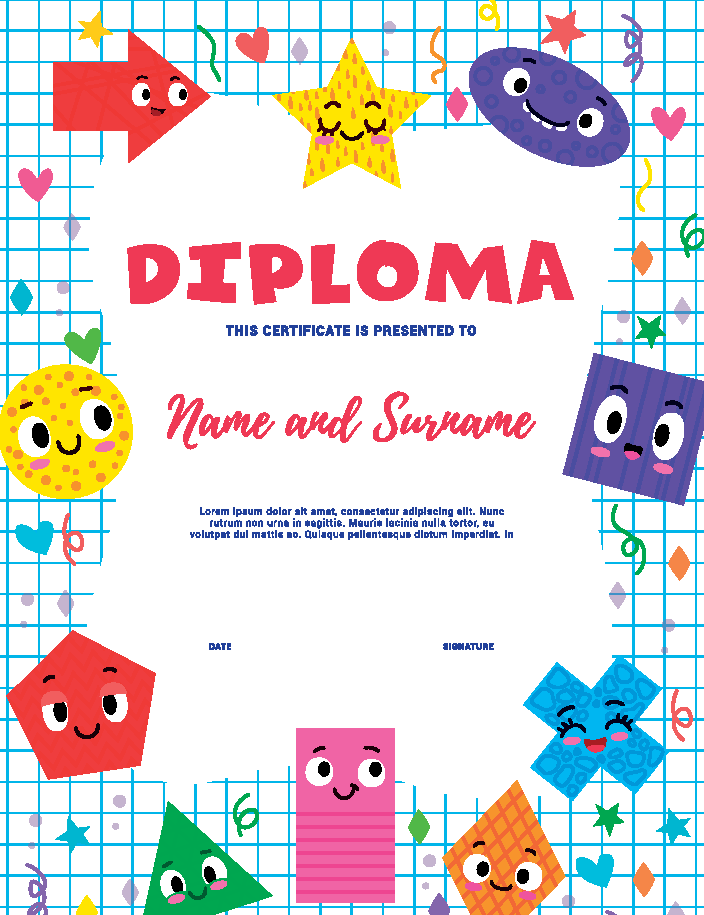 DIPLOMA
THIS CERTIFICATE IS PRESENTED TO
Name and Surname
Lorem ipsum dolor sit amet, consectetur adipiscing elit. Nunc
rutrum non urna in sagittis. Mauris lacinia nulla tortor, eu
volutpat dui mattis ac. Quisque pellentesque dictum imperdiet. In
DATE
SIGNATURE